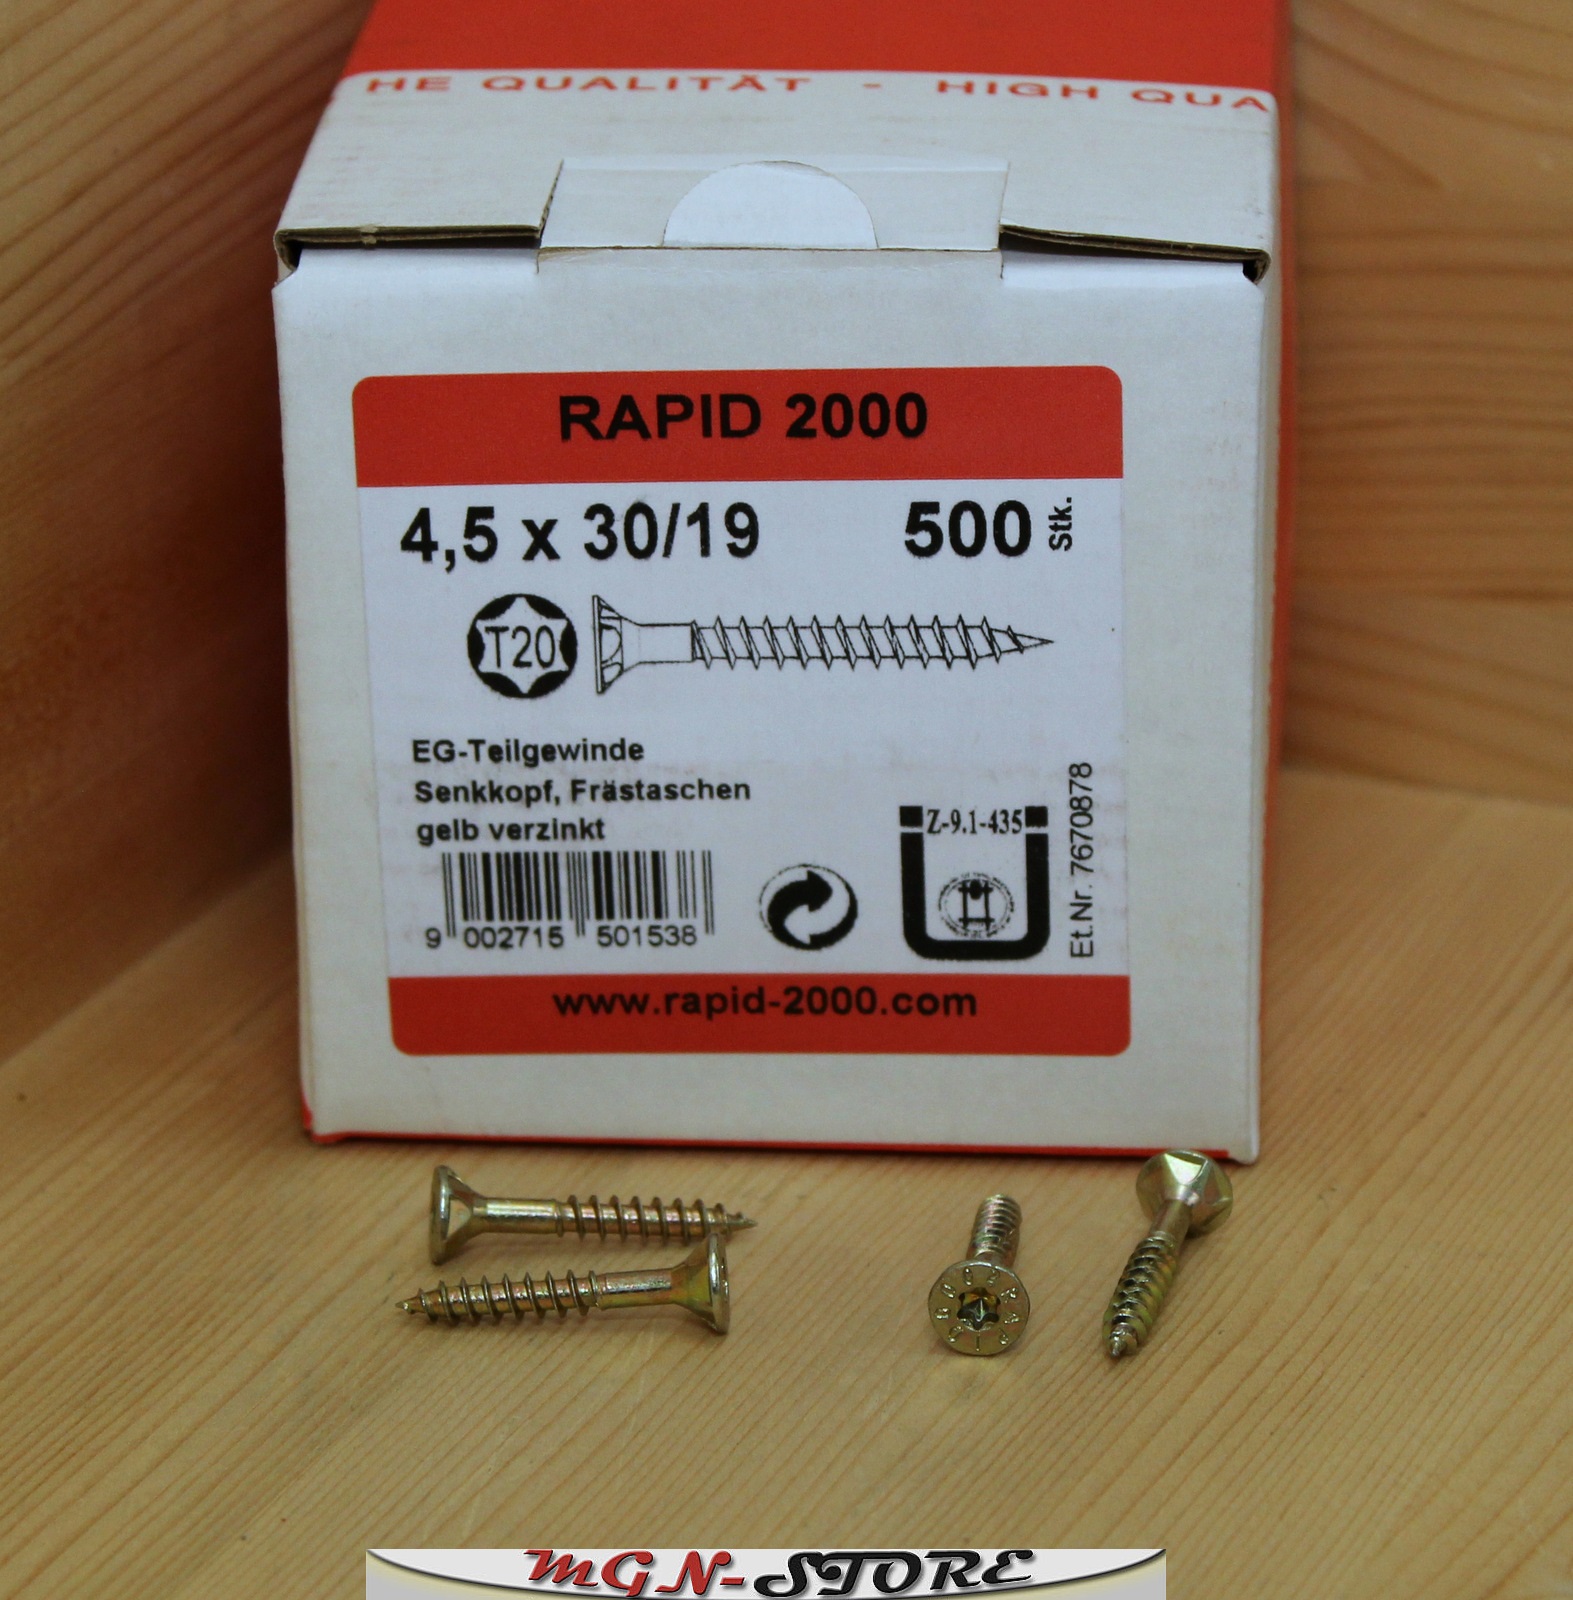 HE QUALITÄT - HIGH QUA
RAPID 2000
4,5 x 30/19 500 Stk.
T20
EG-Teilgewinde
Senkkopf, Frästaschen
gelb verzinkt
Z-9.1-435
Et.Nr. 7670878
9 002715 501538
www.rapid-2000.com
MGN-STORE